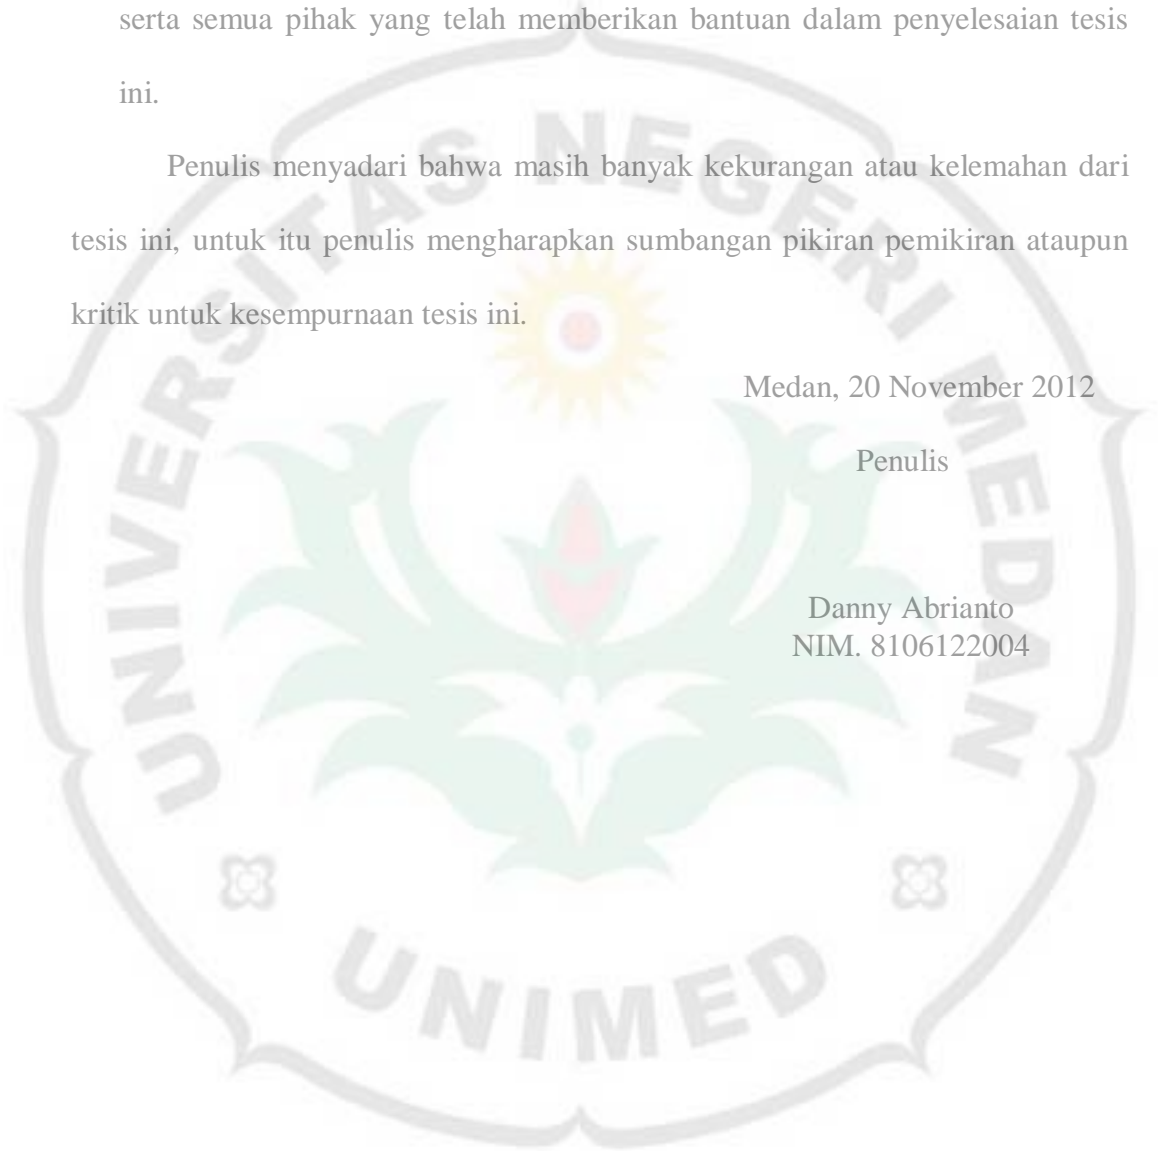 serta semua pihak yang telah memberikan bantuan dalam penyelesaian tesis
ini.
Penulis menyadari bahwa masih banyak kekurangan atau kelemahan dari
tesis ini, untuk itu penulis mengharapkan sumbangan pikiran pemikiran ataupun
kritik untuk kesempurnaan tesis ini.
Medan, 20 November 2012
Penulis
Danny Abrianto
NIM. 8106122004
UNIVERSITAS NEGERI MEDAN
UNIMED